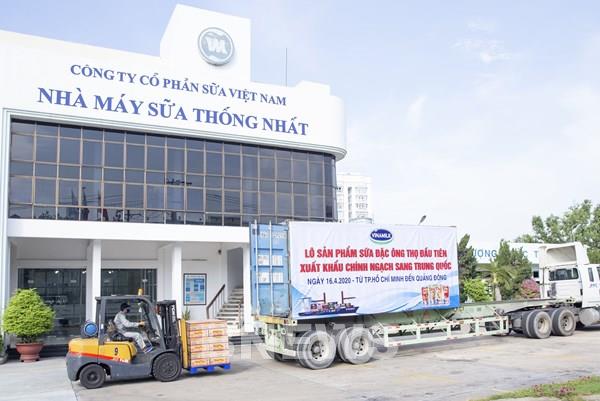 CÔNG TY CỔ PHẦN SỮA VIỆT NAM
NHÀ MÁY SỮA THỐNG NHẤT
VINAMILK
LÔ SẢN PHẨM SỮA ĐẶC ÔNG THỌ ĐẦU TIÊN
XUẤT KHẨU CHÍNH NGẠCH SANG TRUNG QUỐC
NGÀY 16.4.2020 - TỪ TP.HỒ CHÍ MINH ĐẾN QUẢNG ĐÔNG
9